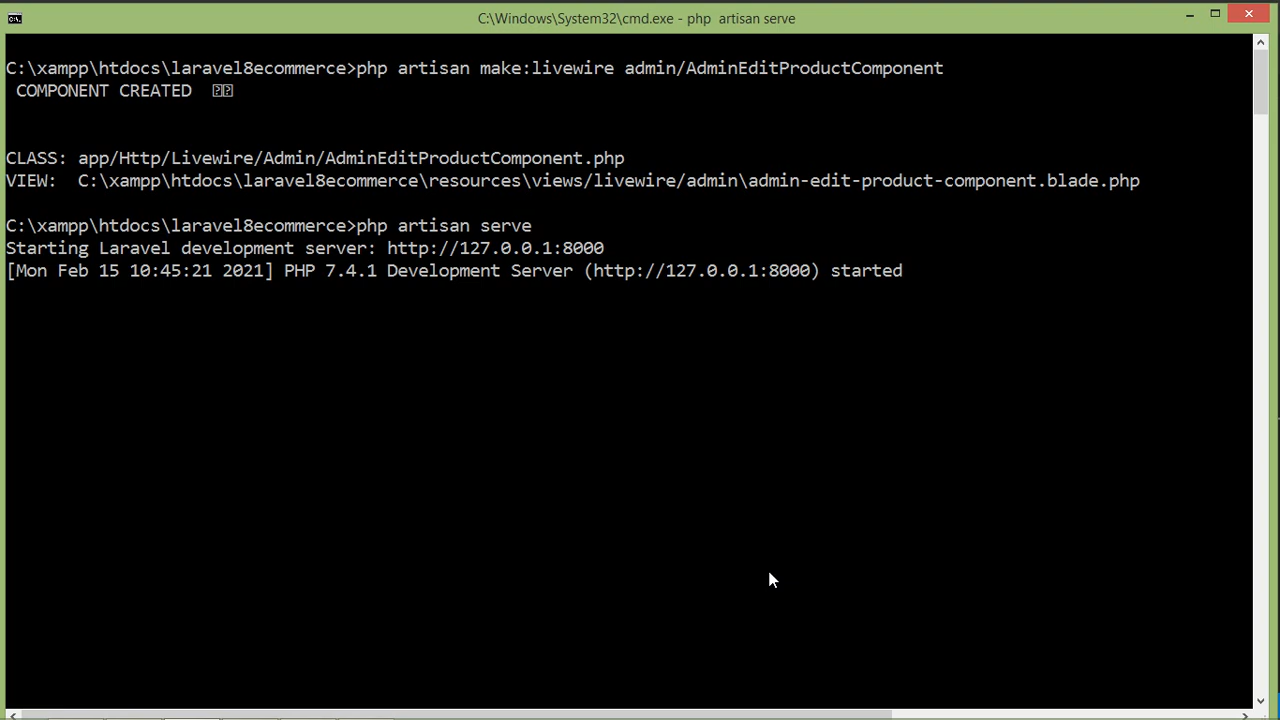 C:\Windows\System32\cmd.exe - php  artisan serve
C:\xampp\htdocs\laravel8ecommerce>php artisan make:livewire admin/AdminEditProductComponent
COMPONENT CREATED
CLASS: app/Http/Livewire/Admin/AdminEditProductComponent.php
VIEW:  C:\xampp\htdocs\laravel8ecommerce\resources\views/livewire/admin\admin-edit-product-component.blade.php
C:\xampp\htdocs\laravel8ecommerce>php artisan serve
Starting Laravel development server: http://127.0.0.1:8000
[Mon Feb 15 10:45:21 2021] PHP 7.4.1 Development Server (http://127.0.0.1:8000) started